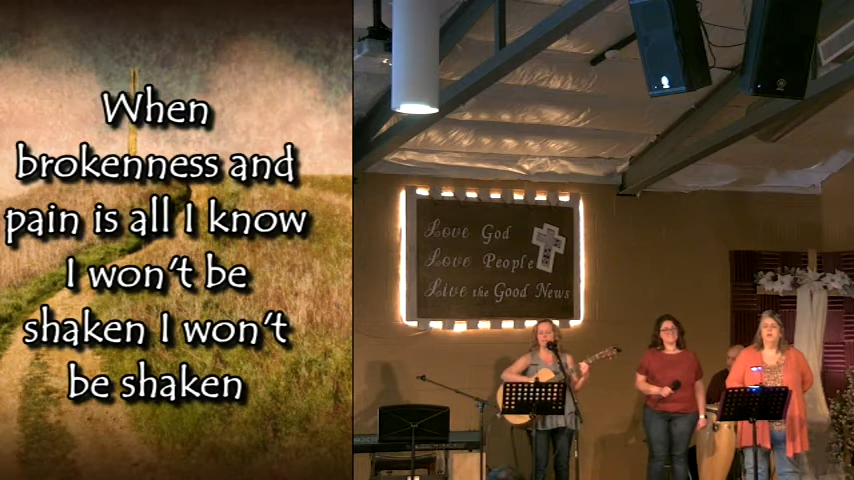 When
brokenness and
pain is all I know
I won't be
shaken I won't
be shaken
Love God
Love People
Live the Good News